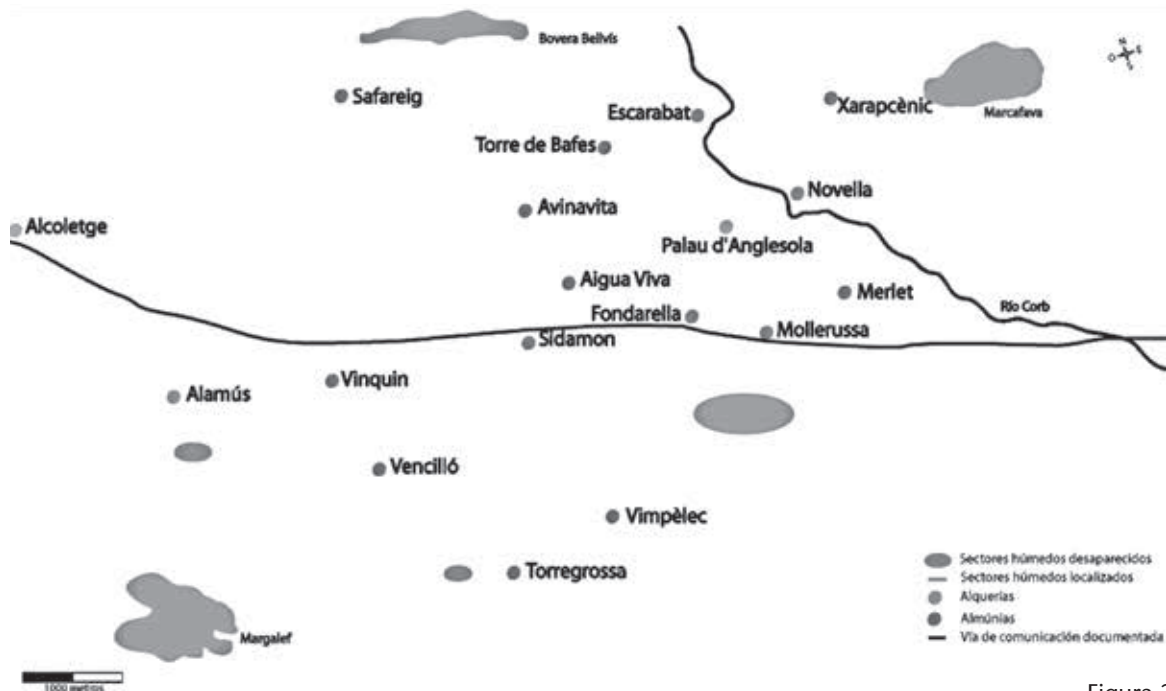 Bovera Bellvís
N
E
S
O
Safareig
Xarapcènic
Marcafava
Escarabat
Torre de Bafes
Novella
Avinavita
Alcoletge
Palau d'Anglesola
Aigua Viva
Merlet
Río Corb
Fondarella
Mollerussa
Sidamon
Vinquin
Alamús
Vencilló
Vimpèlec
Torregrossa
Margalef
Sectores húmedos desaparecidos
Sectores húmedos localizados
Alquerías
Almúnias
Vía de comunicación documentada
1000 metros